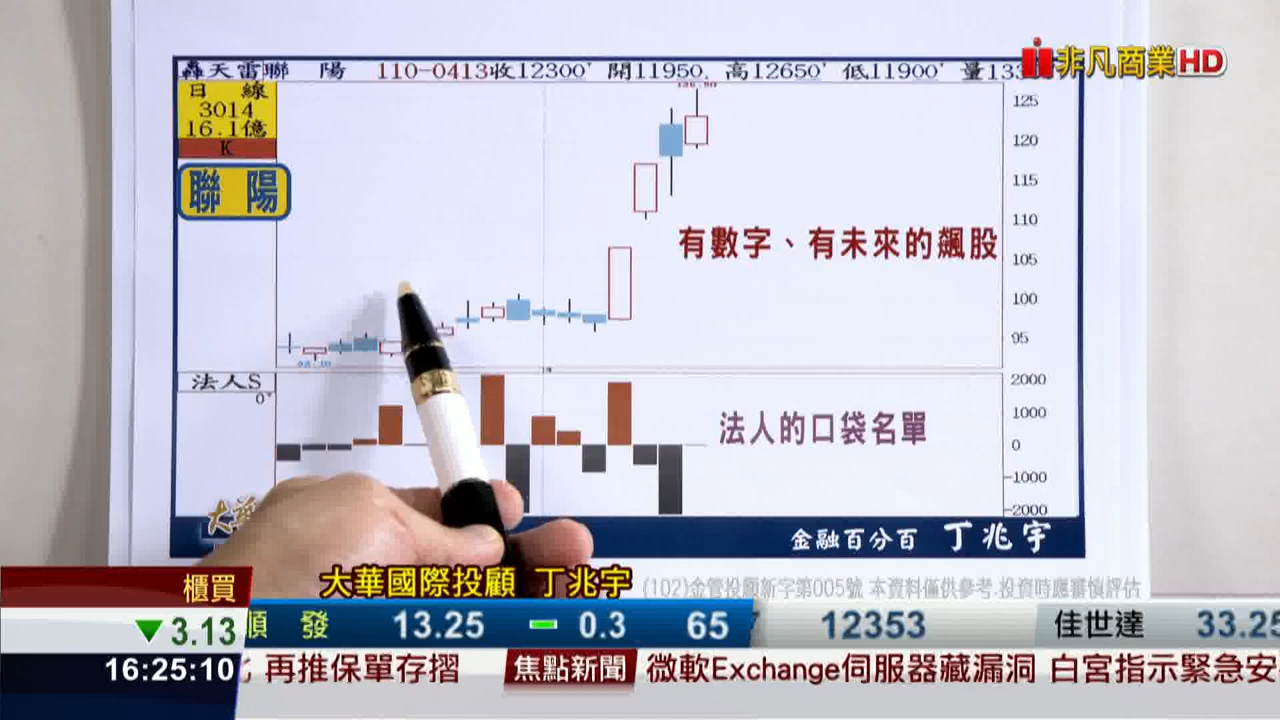 轟天雷聯 陽 110-0413收12300' 開11950. 高12650' 低11900' 量133
非凡商業HD
日 線
3014
16.1億
K
聯 陽
126.50
125
120
115
110
105
100
95
有數字、有未來的飆股
法人S
0"
2000
1000
0
-1000
-2000
法人的口袋名單
大華
金融百分百 丁兆宇
大華國際投顧 丁兆宇
(102)金管投顧新字第005號 本資料僅供參考.投資時應審慎評估
櫃買
▼3.13
順 發 13.25 0.3 65 12353 佳世達 33.25
16:25:10
再推保單存摺 焦點新聞 微軟Exchange伺服器藏漏洞 白宮指示緊急安